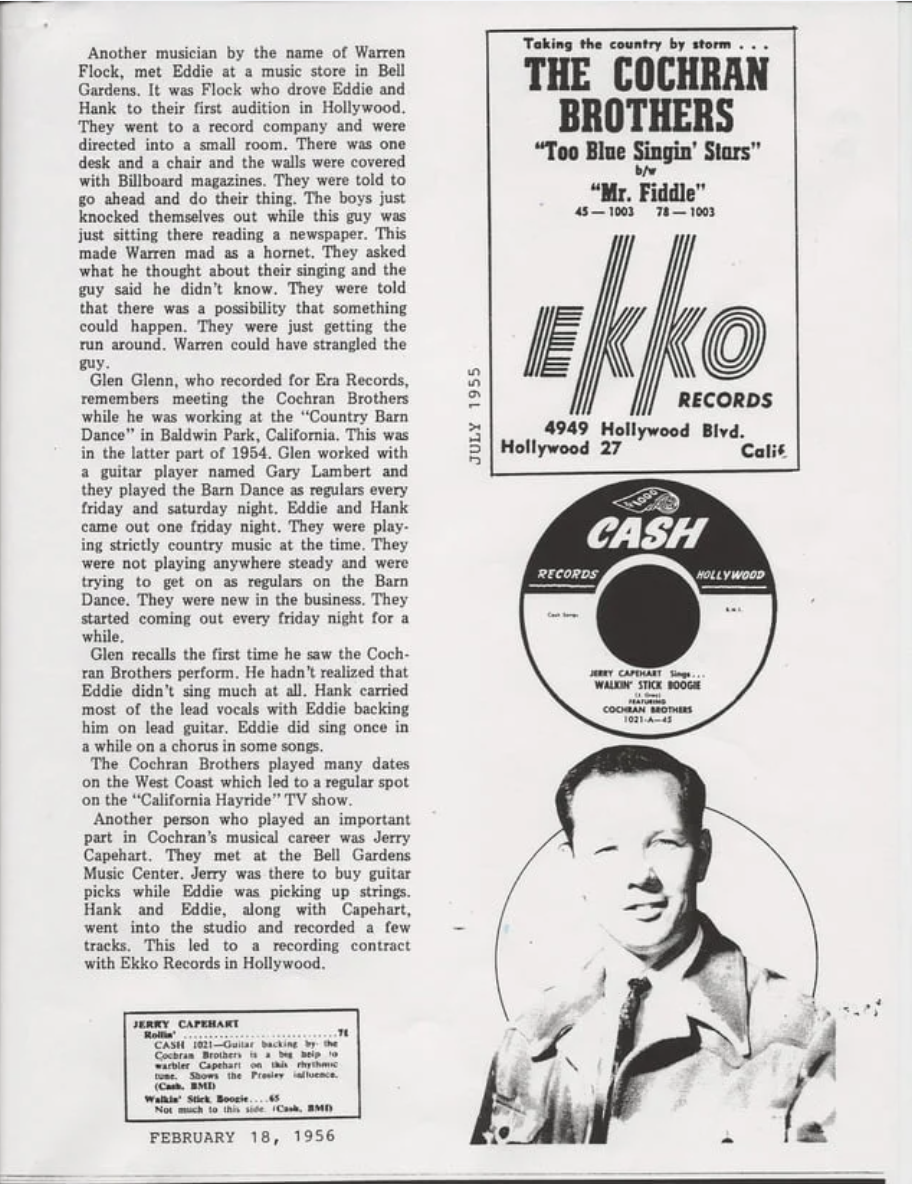 Another musician by the name of Warren
Flock, met Eddie at a music store in Bell
Gardens. It was Flock who drove Eddie and
Hank to their first audition in Hollywood.
They went to a record company and were
directed into a small room. There was one
desk and a chair and the walls were covered
with Billboard magazines. They were told to
go ahead and do their thing. The boys just
knocked themselves out while this guy was
just sitting there reading a newspaper. This
made Warren mad as a hornet. They asked
what he thought about their singing and the
guy said he didn't know. They were told
that there was a possibility that something
could happen. They were just getting the
run around. Warren could have strangled the
guy.
Glen Glenn, who recorded for Era Records,
remembers meeting the Cochran Brothers
while he was working at the “Country Barn
Dance” in Baldwin Park, California. This was
in the latter part of 1954. Glen worked with
a guitar player named Gary Lambert and
they played the Barn Dance as regulars every
friday and saturday night. Eddie and Hank
came out one friday night. They were play-
ing strictly country music at the time. They
were not playing anywhere steady and were
trying to get on as regulars on the Barn
Dance. They were new in the business. They
started coming out every friday night for a
while.
Glen recalls the first time he saw the Coch-
ran Brothers perform. He hadn't realized that
Eddie didn't sing much at all. Hank carried
most of the lead vocals with Eddie backing
him on lead guitar. Eddie did sing once in
a while on a chorus in some songs.
The Cochran Brothers played many dates
on the West Coast which led to a regular spot
on the “California Hayride” TV show.
Another person who played an important
part in Cochran's musical career was Jerry
Capehart. They met at the Bell Gardens
Music Center. Jerry was there to buy guitar
picks while Eddie was picking up strings.
Hank and Eddie, along with Capehart,
went into the studio and recorded a few
tracks. This led to a recording contract
with Ekko Records in Hollywood.
JERRY CAPEHART
Rollin' ............................78
CASH 1021—Guitar backing by the
Cochran Brothers is a big help to
warbler Capehart on this rhythmic
tune. Shows the Presley influence.
(Cash, BMI)
Walkin' Stick Boogie....65
Not much to this side. (Cash, BMI)
FEBRUARY 18, 1956
Taking the country by storm . . .
THE COCHRAN
BROTHERS
“Too Blue Singin' Stars”
b/w
“Mr. Fiddle”
45 — 1003 78 — 1003
Ekko
RECORDS
4949 Hollywood Blvd.
Hollywood 27 Calif.
JULY 1955
$1000
CASH
RECORDS HOLLYWOOD
Cash Songs B.M.I.
JERRY CAPEHART Sings...
WALKIN' STICK BOOGIE
FEATURING
COCHRAN BROTHERS
1021-A—45